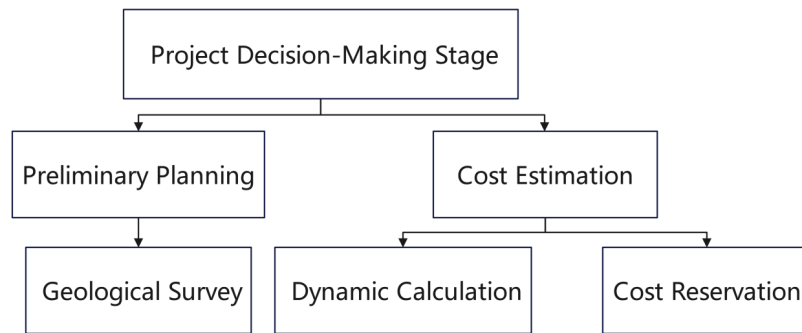 Project Decision-Making Stage
Preliminary Planning
Cost Estimation
Geological Survey
Dynamic Calculation
Cost Reservation